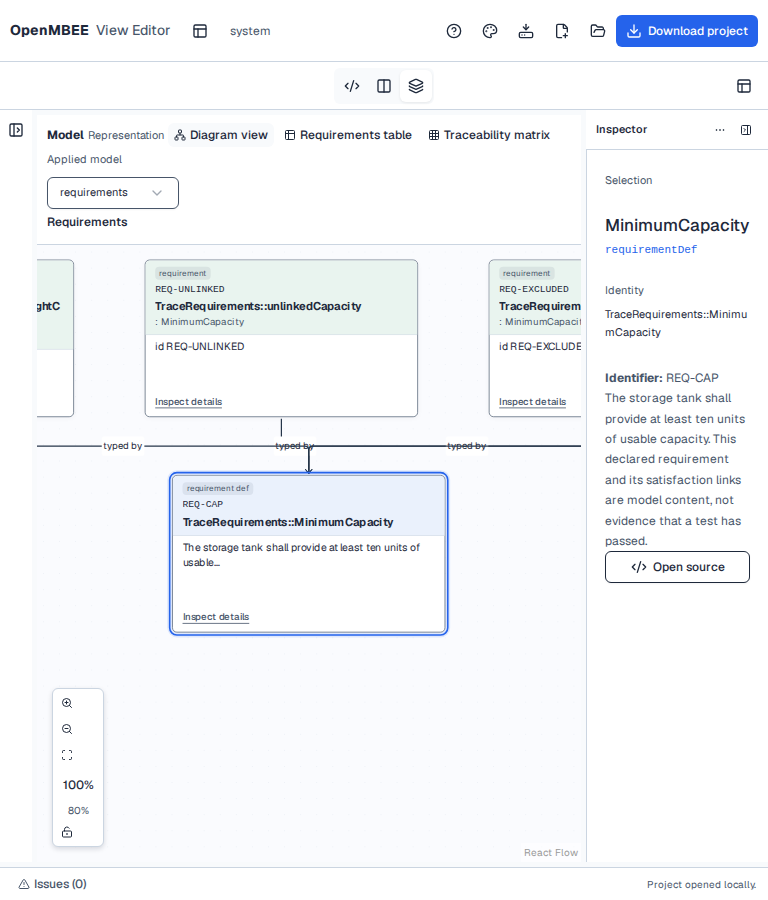 OpenMBEE View Editor
system
Download project
Model Representation Diagram view Requirements table Traceability matrix
Applied model
requirements
Requirements
ghtC
requirement
REQ-UNLINKED
TraceRequirements::unlinkedCapacity
: MinimumCapacity
id REQ-UNLINKED
Inspect details
requirement
REQ-EXCLUDED
TraceRequirem
: MinimumCapacit
id REQ-EXCLUDE
Inspect details
typed by
typed by
typed by
requirement def
REQ-CAP
TraceRequirements::MinimumCapacity
The storage tank shall provide at least ten units of
usable...
Inspect details
100%
80%
React Flow
Inspector
Selection
MinimumCapacity
requirementDef
Identity
TraceRequirements::Minimu
mCapacity
Identifier: REQ-CAP
The storage tank shall
provide at least ten units
of usable capacity. This
declared requirement
and its satisfaction links
are model content, not
evidence that a test has
passed.
Open source
Issues (0)
Project opened locally.